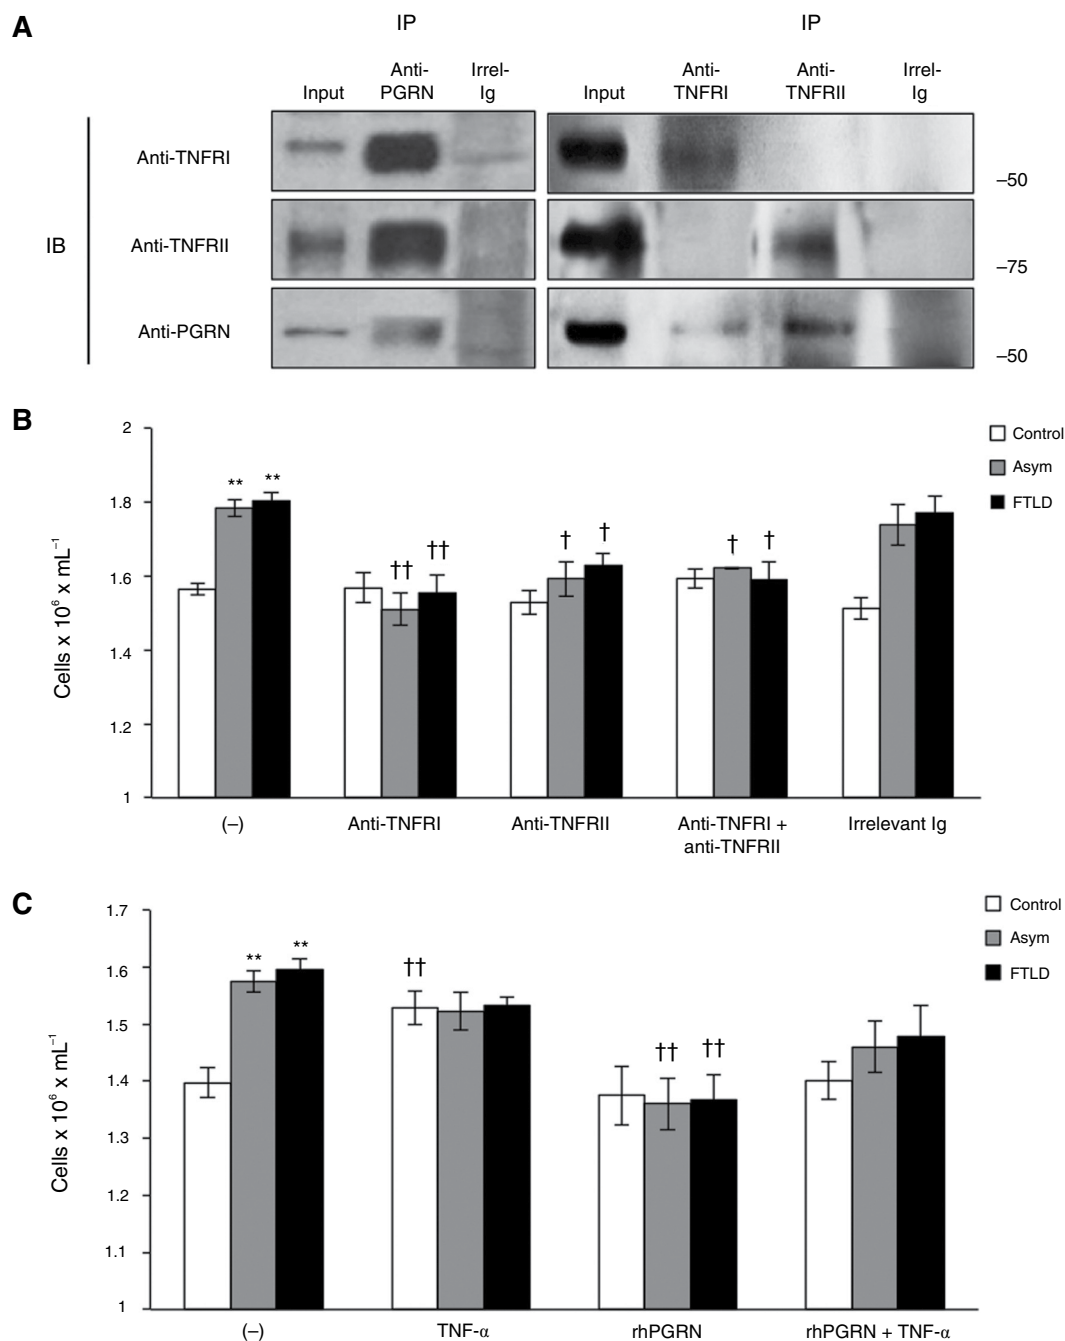 A
IP
IP
Input
Anti-
PGRN
Irrel-
Ig
Input
Anti-
TNFRI
Anti-
TNFRII
Irrel-
Ig
IB
Anti-TNFRI
–50
Anti-TNFRII
–75
Anti-PGRN
–50
B
Cells x 10⁶ x mL⁻¹
2
1.8
1.6
1.4
1.2
1
** **
†† ††
† †
† †
Control
Asym
FTLD
(–)
Anti-TNFRI
Anti-TNFRII
Anti-TNFRI +
anti-TNFRII
Irrelevant Ig
C
Cells x 10⁶ x mL⁻¹
1.7
1.6
1.5
1.4
1.3
1.2
1.1
1
** **
††
†† ††
Control
Asym
FTLD
(–)
TNF-α
rhPGRN
rhPGRN + TNF-α